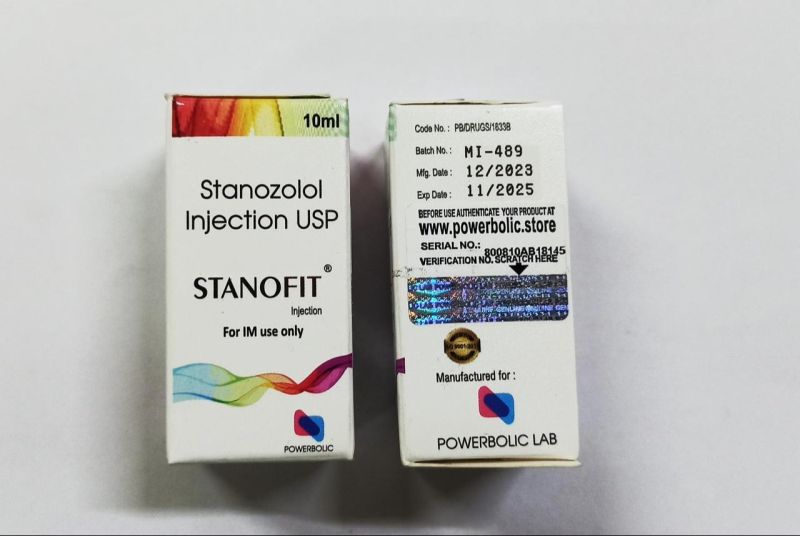 10ml
Stanozolol
Injection USP
STANOFIT®
Injection
For IM use only
POWERBOLIC
Code No.: PB/DRUGS/1633B
Batch No.: MI-489
Mfg. Date: 12/2023
Exp Date: 11/2025
BEFORE USE AUTHENTICATE YOUR PRODUCT AT
www.powerbolic.store
SERIAL NO.: 800810AB18145
VERIFICATION NO. SCRATCH HERE
Manufactured for :
POWERBOLIC LAB